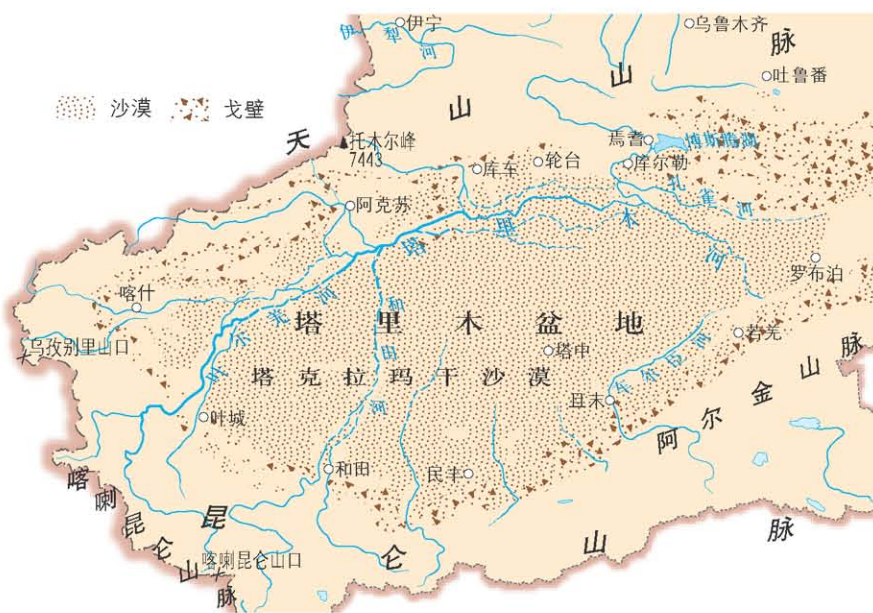 伊宁
乌鲁木齐
伊犁河
吐鲁番
天山山脉
沙漠
戈壁
托木尔峰
7443
焉耆
博斯腾湖
库车
轮台
库尔勒
孔雀河
阿克苏
塔里木河
罗布泊
喀什
叶尔羌河
和田河
塔里木盆地
若羌
乌孜别里山口
塔中
车尔臣河
塔克拉玛干沙漠
且末
阿尔金山脉
叶城
和田
民丰
喀喇昆仑山脉
昆仑山脉
喀喇昆仑山口